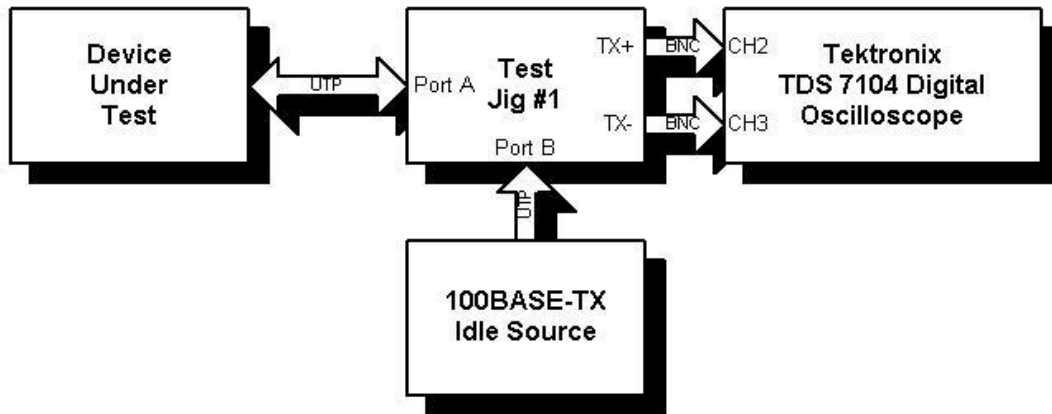 Device
Under
Test
UTP
Port A
Test
Jig #1
TX+
TX-
Port B
BNC
BNC
CH2
CH3
Tektronix
TDS 7104 Digital
Oscilloscope
UTP
100BASE-TX
Idle Source